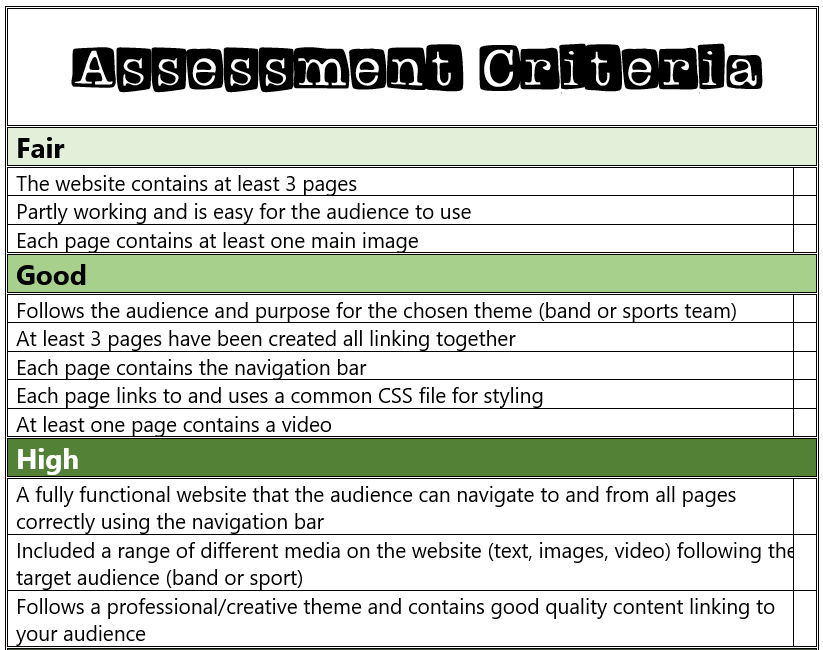 Assessment Criteria
Fair
The website contains at least 3 pages
Partly working and is easy for the audience to use
Each page contains at least one main image
Good
Follows the audience and purpose for the chosen theme (band or sports team)
At least 3 pages have been created all linking together
Each page contains the navigation bar
Each page links to and uses a common CSS file for styling
At least one page contains a video
High
A fully functional website that the audience can navigate to and from all pages
correctly using the navigation bar
Included a range of different media on the website (text, images, video) following the
target audience (band or sport)
Follows a professional/creative theme and contains good quality content linking to
your audience